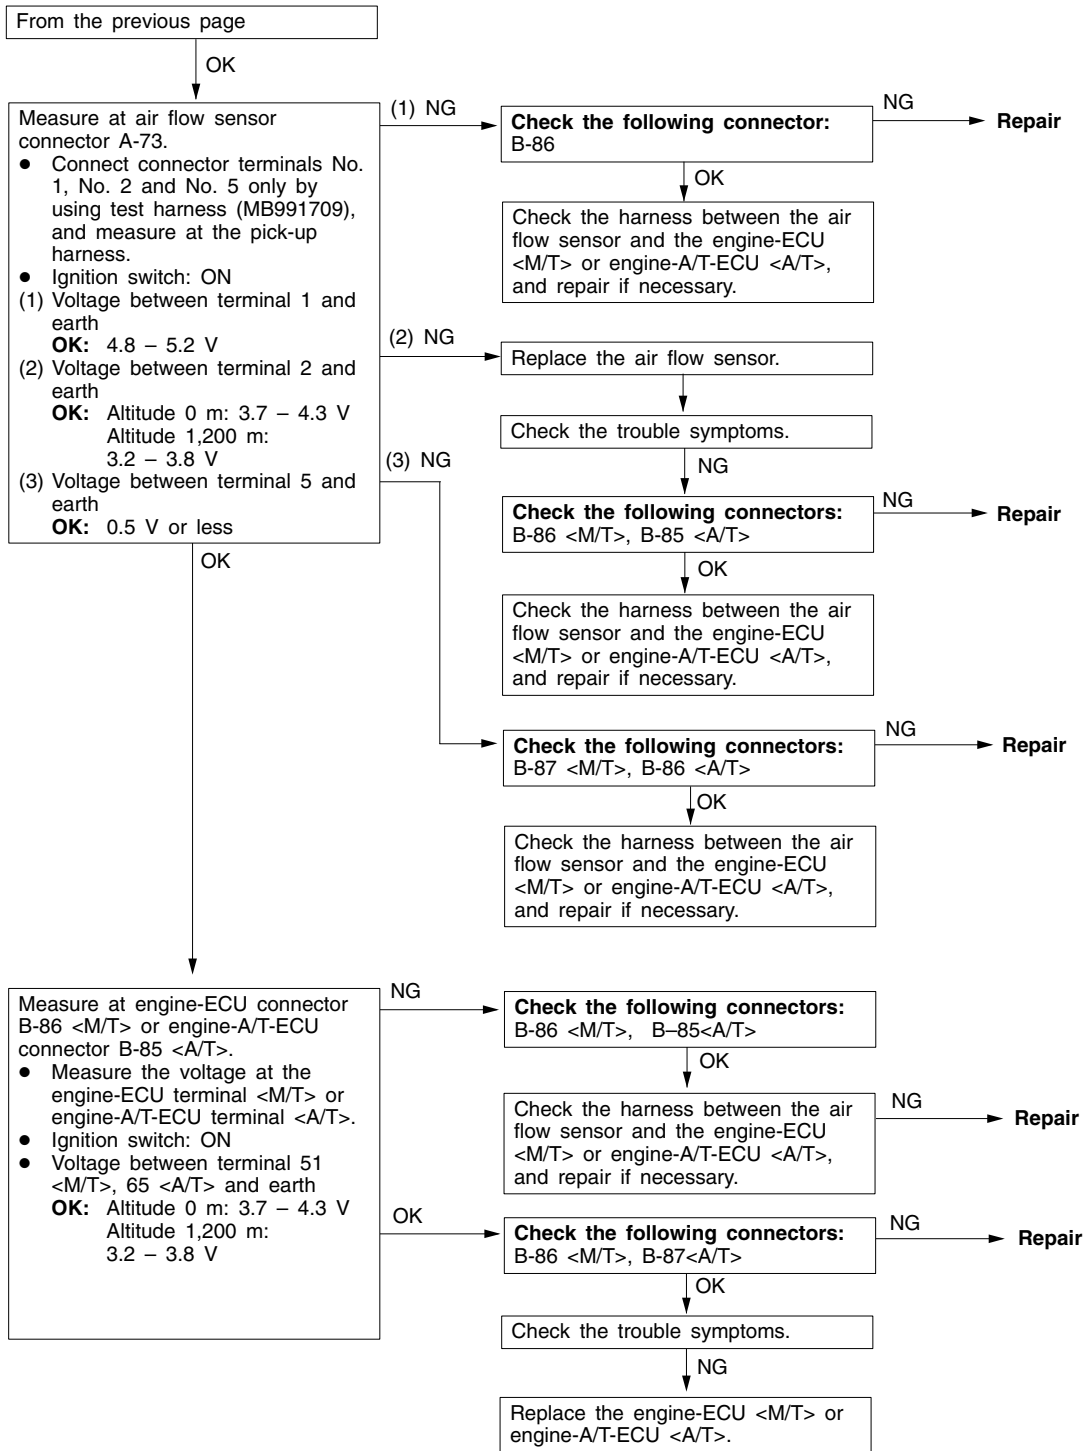 From the previous page
OK
Measure at air flow sensor
connector A-73.
● Connect connector terminals No.
1, No. 2 and No. 5 only by
using test harness (MB991709),
and measure at the pick-up
harness.
● Ignition switch: ON
(1) Voltage between terminal 1 and
earth
OK: 4.8 – 5.2 V
(2) Voltage between terminal 2 and
earth
OK: Altitude 0 m: 3.7 – 4.3 V
Altitude 1,200 m:
3.2 – 3.8 V
(3) Voltage between terminal 5 and
earth
OK: 0.5 V or less
(1) NG
Check the following connector:
B-86
NG
Repair
OK
Check the harness between the air
flow sensor and the engine-ECU
<M/T> or engine-A/T-ECU <A/T>,
and repair if necessary.
(2) NG
Replace the air flow sensor.
Check the trouble symptoms.
NG
Check the following connectors:
B-86 <M/T>, B-85 <A/T>
NG
Repair
OK
Check the harness between the air
flow sensor and the engine-ECU
<M/T> or engine-A/T-ECU <A/T>,
and repair if necessary.
(3) NG
Check the following connectors:
B-87 <M/T>, B-86 <A/T>
NG
Repair
OK
Check the harness between the air
flow sensor and the engine-ECU
<M/T> or engine-A/T-ECU <A/T>,
and repair if necessary.
OK
Measure at engine-ECU connector
B-86 <M/T> or engine-A/T-ECU
connector B-85 <A/T>.
● Measure the voltage at the
engine-ECU terminal <M/T> or
engine-A/T-ECU terminal <A/T>.
● Ignition switch: ON
● Voltage between terminal 51
<M/T>, 65 <A/T> and earth
OK: Altitude 0 m: 3.7 – 4.3 V
Altitude 1,200 m:
3.2 – 3.8 V
NG
Check the following connectors:
B-86 <M/T>, B–85<A/T>
OK
Check the harness between the air
flow sensor and the engine-ECU
<M/T> or engine-A/T-ECU <A/T>,
and repair if necessary.
NG
Repair
OK
Check the following connectors:
B-86 <M/T>, B-87<A/T>
NG
Repair
OK
Check the trouble symptoms.
NG
Replace the engine-ECU <M/T> or
engine-A/T-ECU <A/T>.